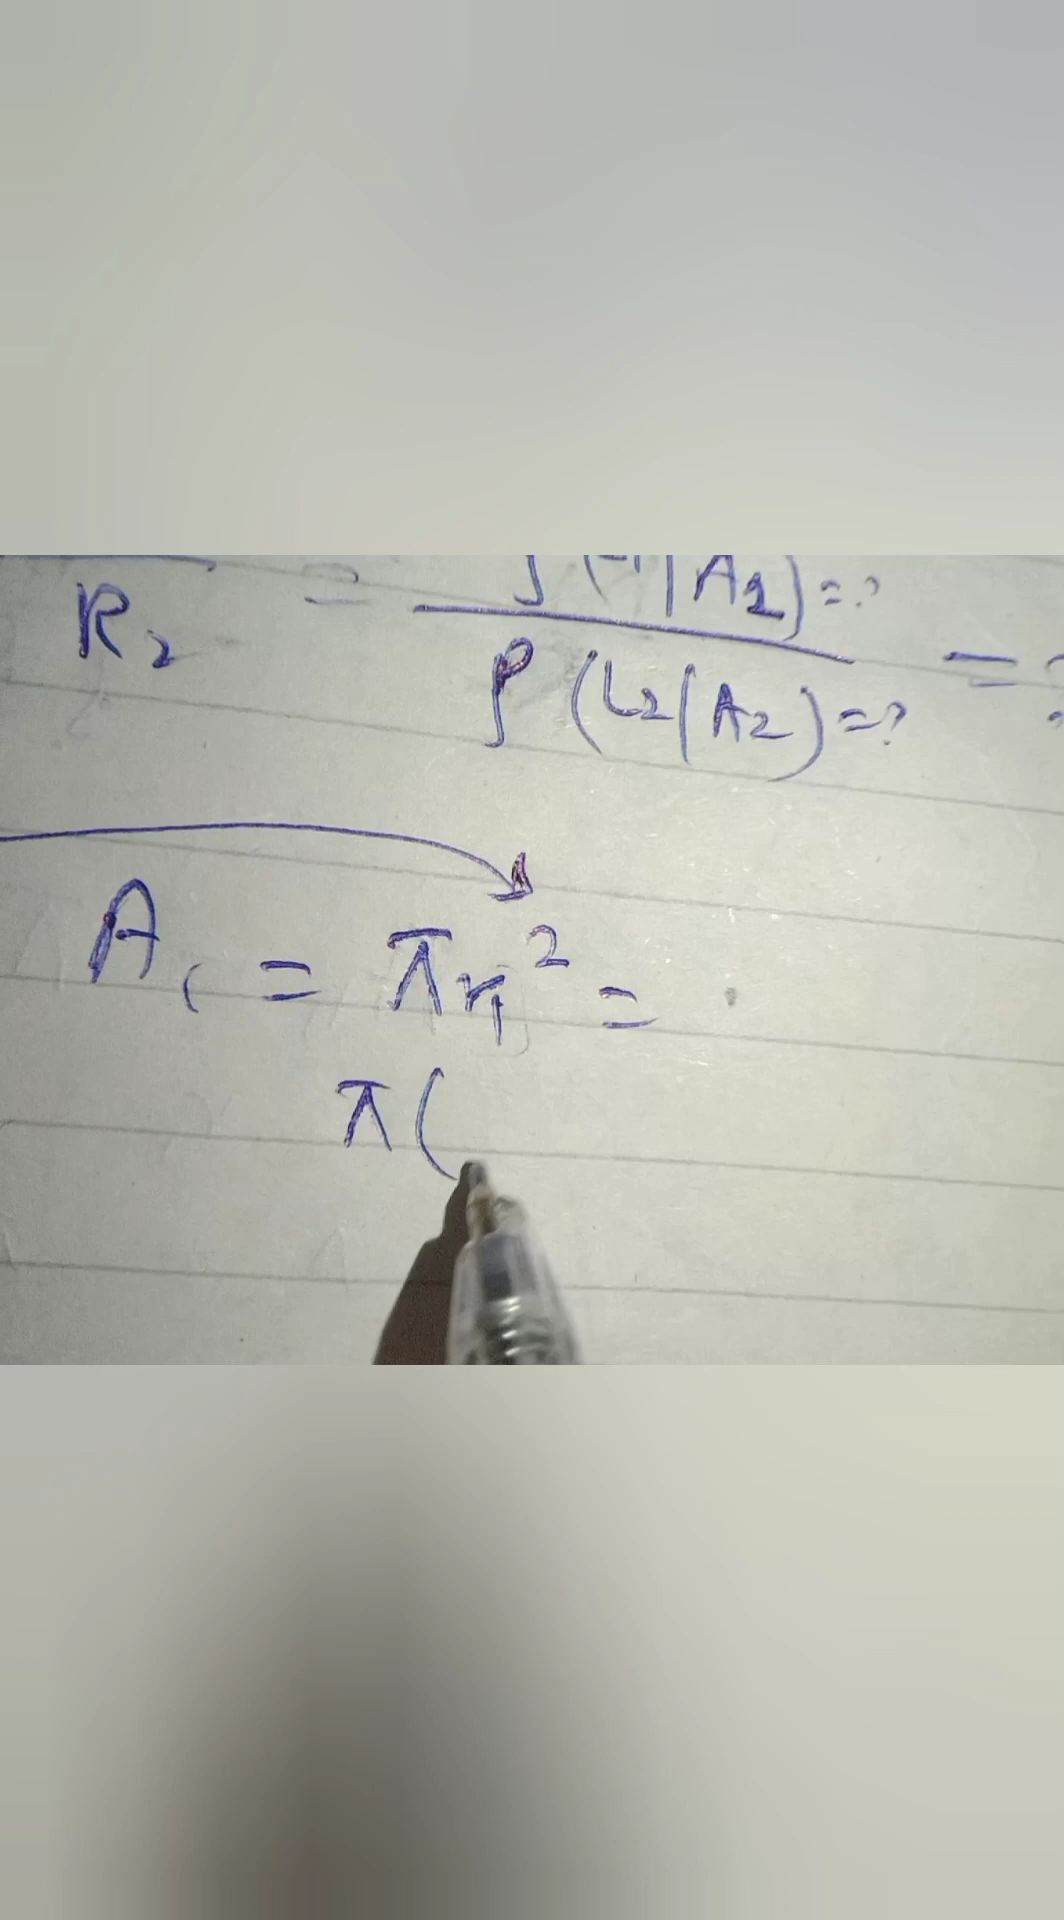 ρ(L1/A1)=?
R2 = ρ(L2/A2)=? =
A1 = πr1² =
π(